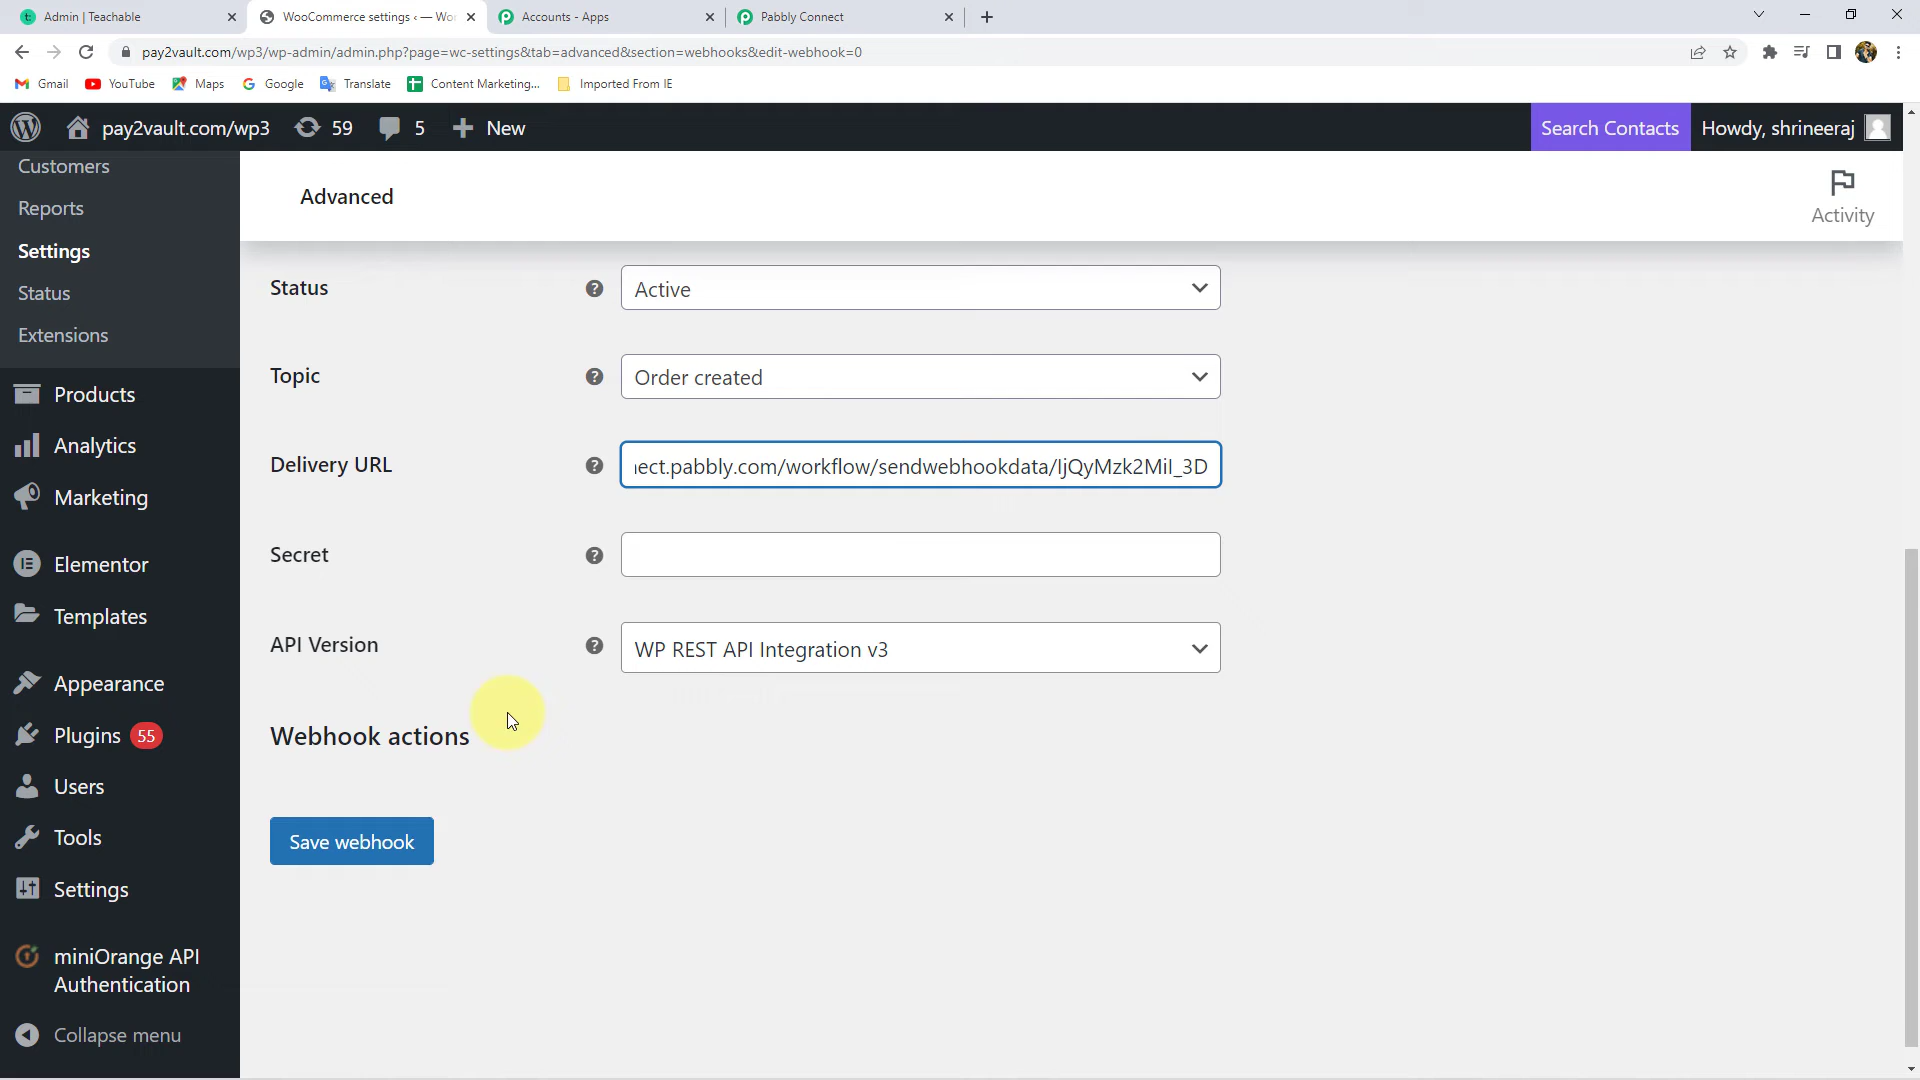 Admin | Teachable
WooCommerce settings ‹ — Wor
Accounts - Apps
Pabbly Connect
pay2vault.com/wp3/wp-admin/admin.php?page=wc-settings&tab=advanced&section=webhooks&edit-webhook=0
Gmail
YouTube
Maps
Google
Translate
Content Marketing...
Imported From IE
pay2vault.com/wp3
59
5
New
Search Contacts
Howdy, shrineeraj
Customers
Reports
Settings
Status
Extensions
Products
Analytics
Marketing
Elementor
Templates
Appearance
Plugins 55
Users
Tools
Settings
miniOrange API
Authentication
Collapse menu
Advanced
Activity
Status
Active
Topic
Order created
Delivery URL
nect.pabbly.com/workflow/sendwebhookdata/IjQyMzk2MiI_3D
Secret
API Version
WP REST API Integration v3
Webhook actions
Save webhook